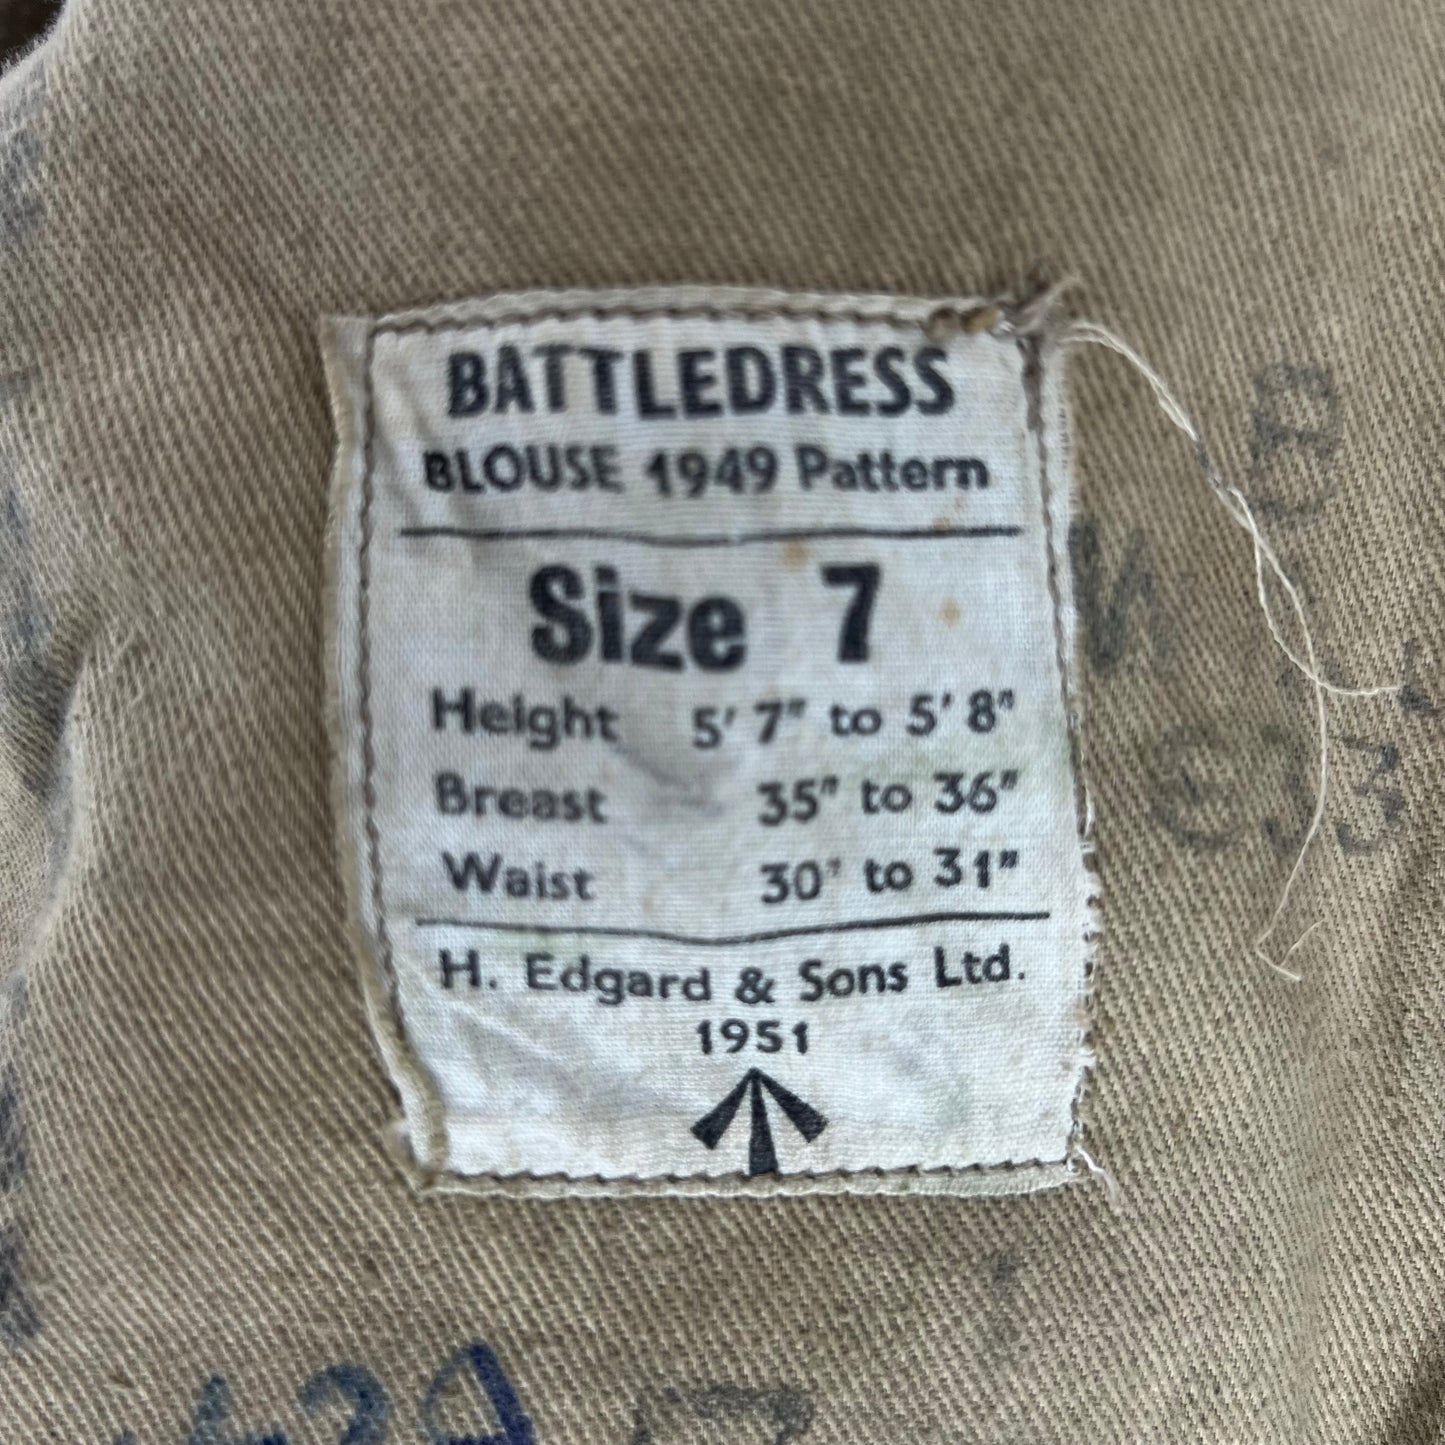 BATTLEDRESS
BLOUSE 1949 Pattern
Size 7
Height 5' 7" to 5' 8"
Breast 35" to 36"
Waist 30" to 31"
H. Edgard & Sons Ltd.
1951